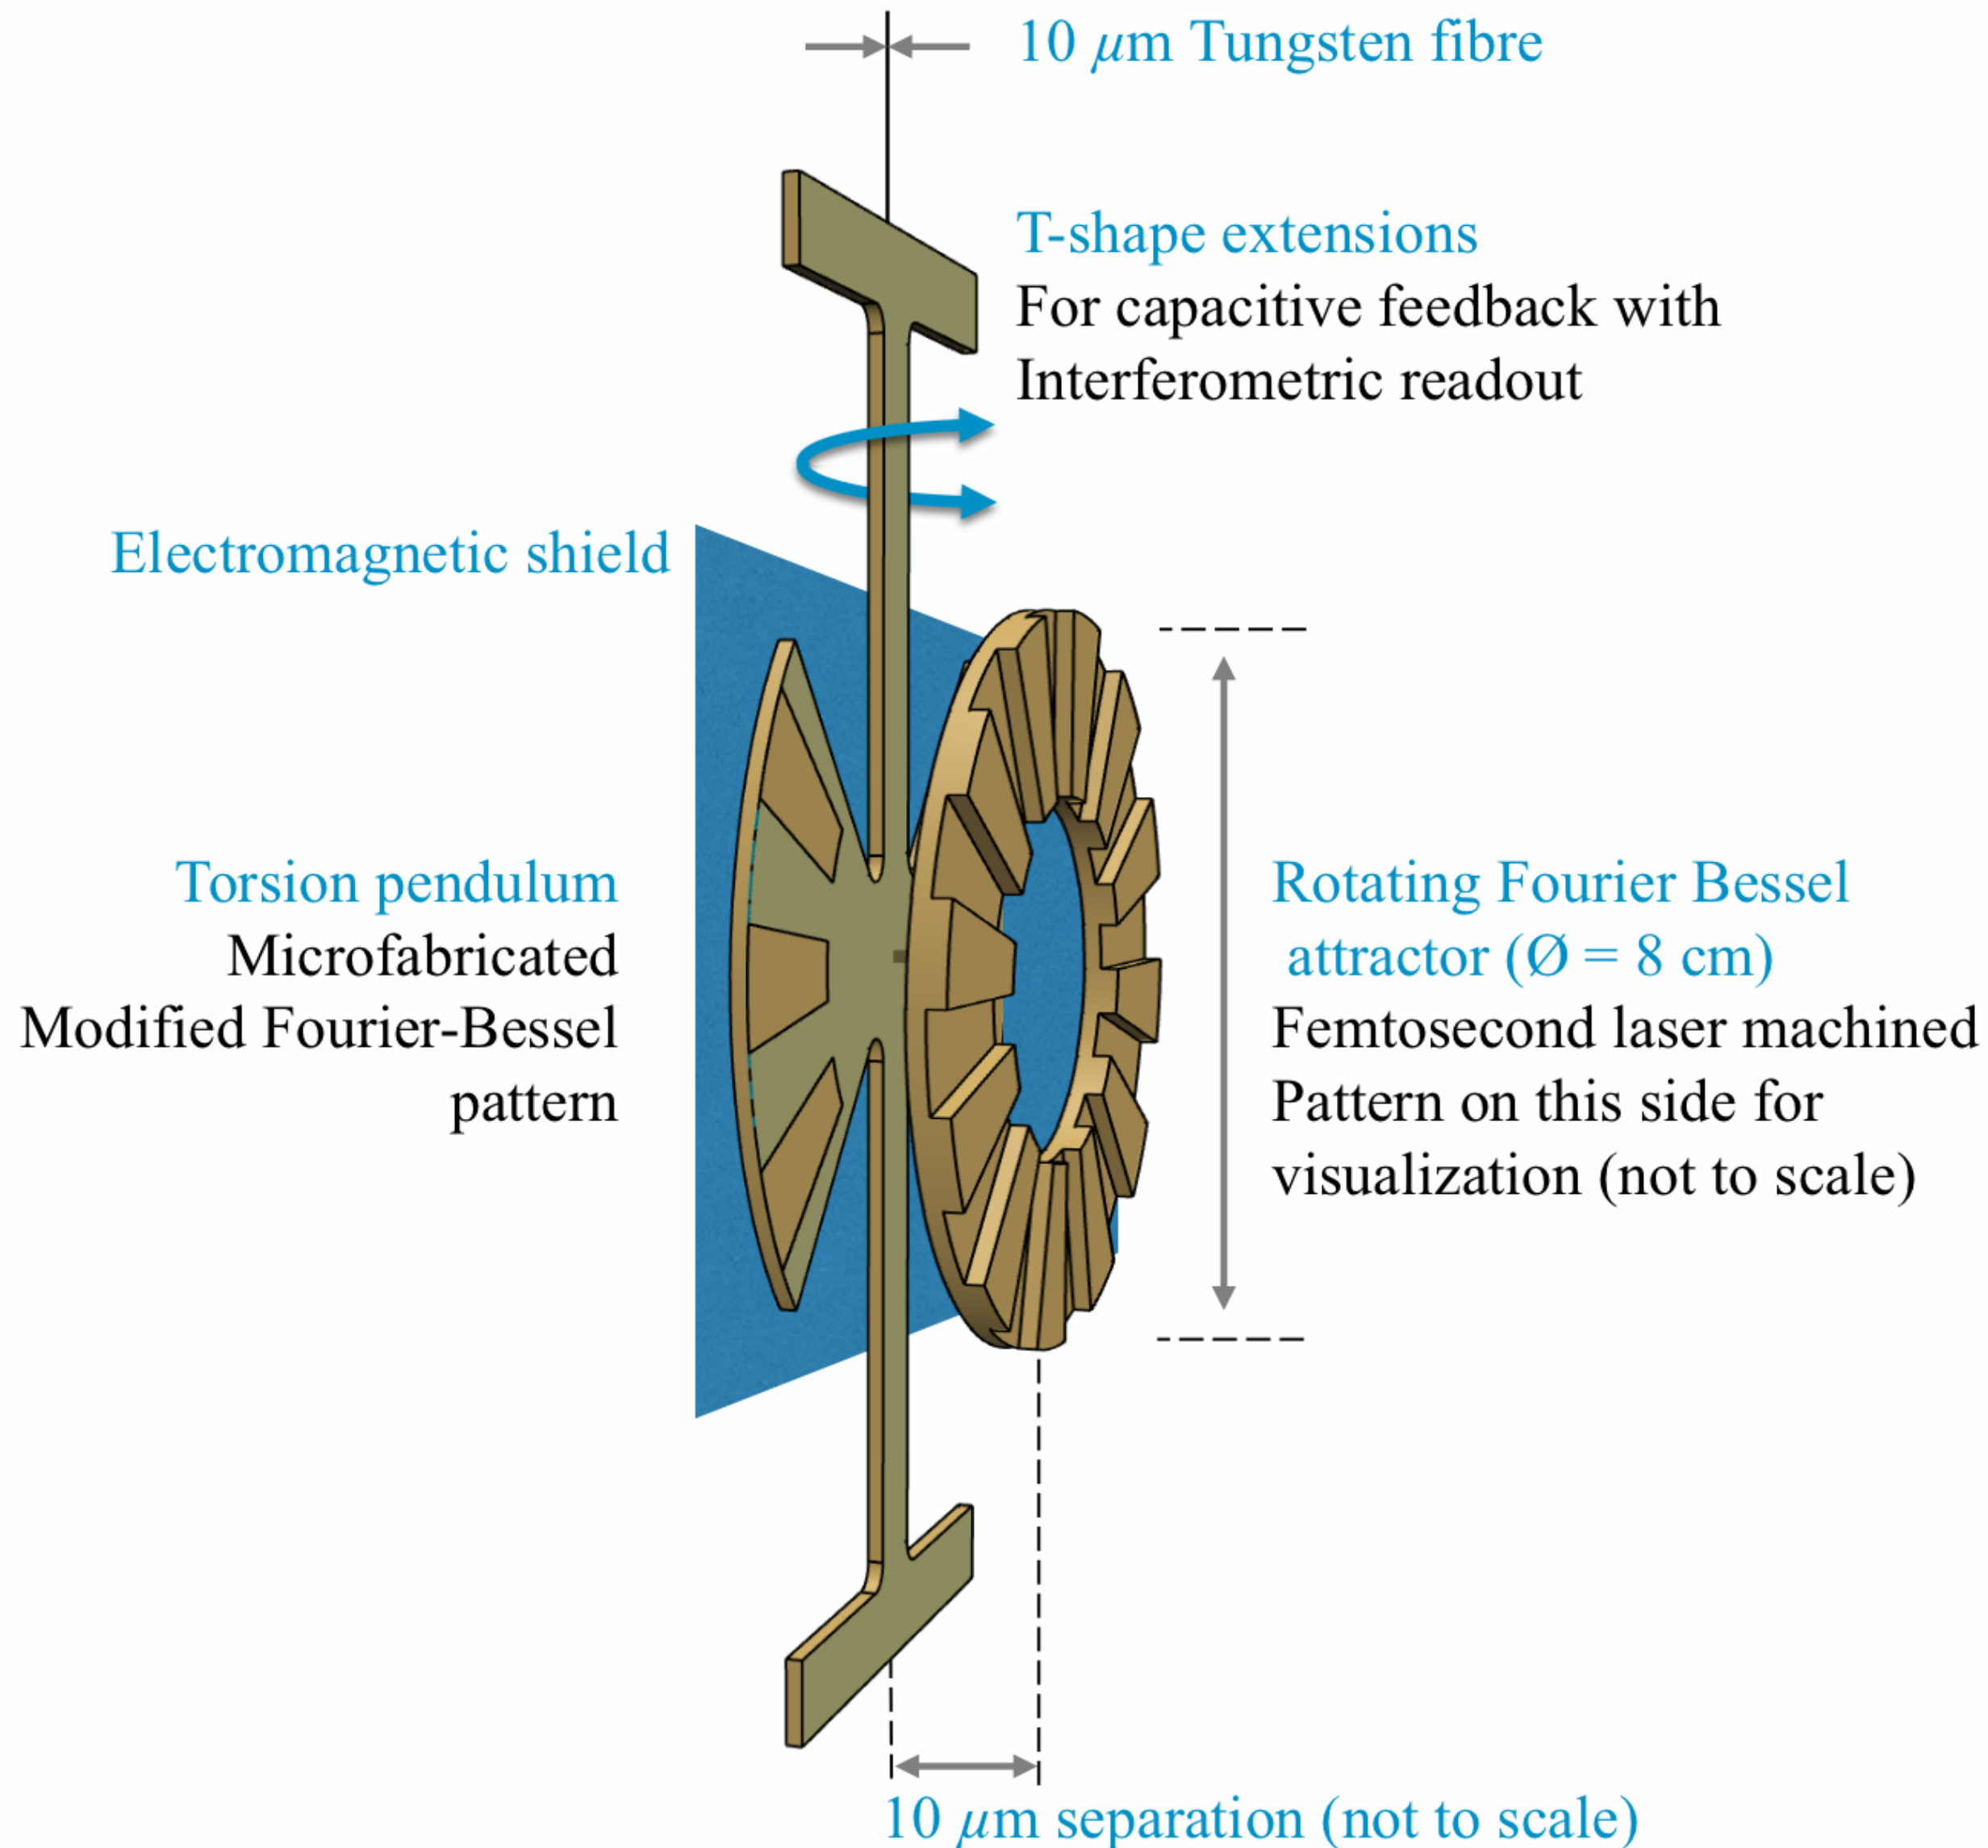 10 μm Tungsten fibre
T-shape extensions
For capacitive feedback with
Interferometric readout
Electromagnetic shield
Torsion pendulum
Microfabricated
Modified Fourier-Bessel
pattern
Rotating Fourier Bessel
attractor (Ø = 8 cm)
Femtosecond laser machined
Pattern on this side for
visualization (not to scale)
10 μm separation (not to scale)